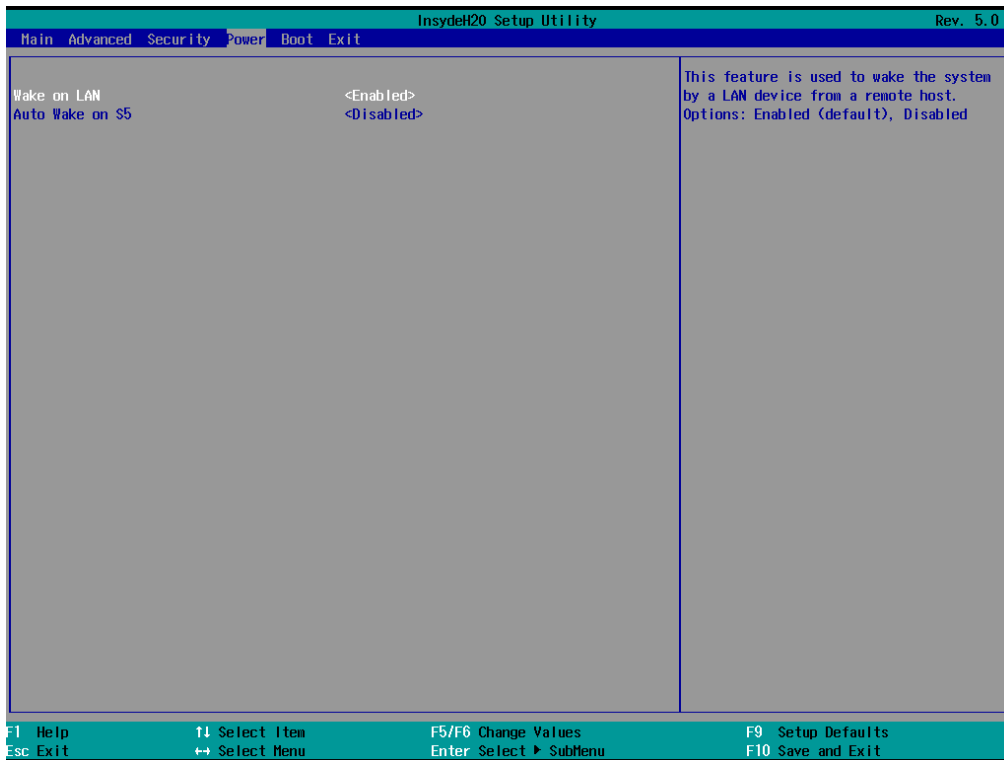 InsydeH20 Setup Utility Rev. 5.0
Main Advanced Security Power Boot Exit
Wake on LAN <Enabled>
Auto Wake on S5 <Disabled>
This feature is used to wake the system
by a LAN device from a remote host.
Options: Enabled (default), Disabled
F1 Help ↑↓ Select Item F5/F6 Change Values F9 Setup Defaults
Esc Exit ↔ Select Menu Enter Select ▶ SubMenu F10 Save and Exit